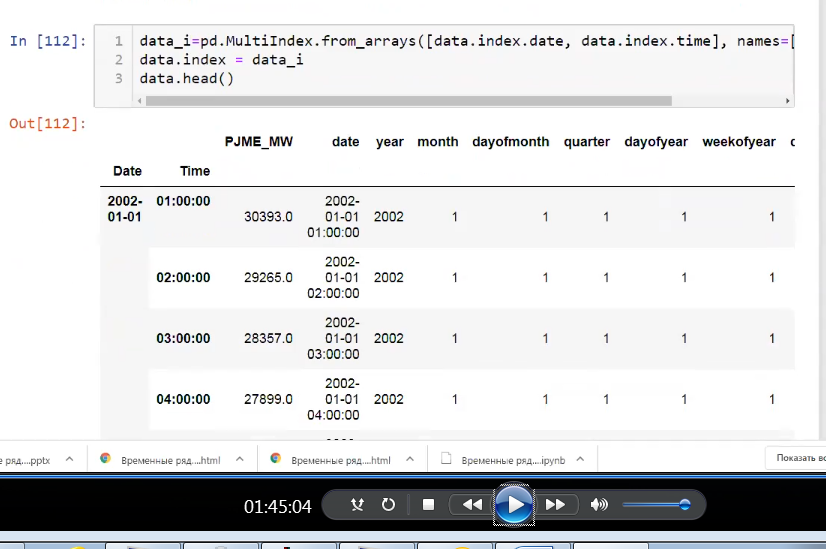 In [112]:
1 data_i=pd.MultiIndex.from_arrays([data.index.date, data.index.time], names=[
2 data.index = data_i
3 data.head()
Out[112]:
PJME_MW date year month dayofmonth quarter dayofyear weekofyear
Date Time
2002-01-01 01:00:00 30393.0 2002-01-01 01:00:00 2002 1 1 1 1 1
02:00:00 29265.0 2002-01-01 02:00:00 2002 1 1 1 1 1
03:00:00 28357.0 2002-01-01 03:00:00 2002 1 1 1 1 1
04:00:00 27899.0 2002-01-01 04:00:00 2002 1 1 1 1 1
е ряд....pptx Временные ряд....html Временные ряд....html Временные ряд....ipynb Показать вс
01:45:04